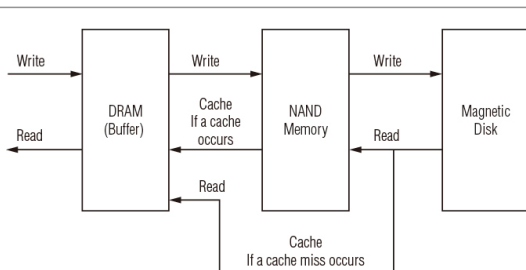 Write
Write
Write
DRAM
(Buffer)
Cache
If a cache
occurs
NAND
Memory
Magnetic
Disk
Read
Read
Read
Cache
If a cache miss occurs